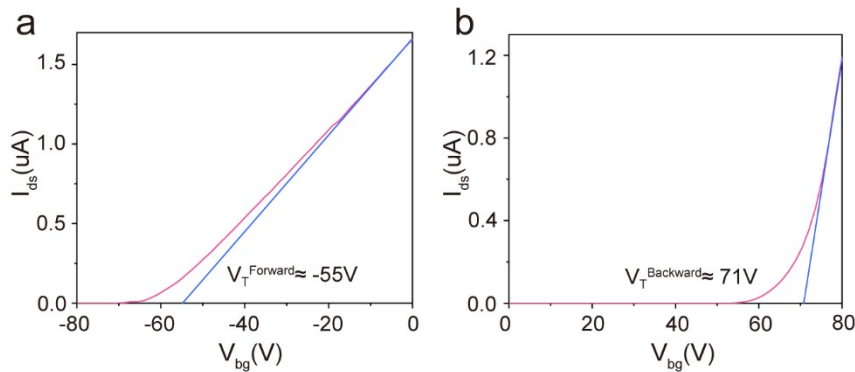 a
I_ds(uA)
1.5
1.0
0.5
0.0
V_T^Forward≈ -55V
-80
-60
-40
-20
0
V_bg(V)
b
I_ds(uA)
1.2
0.8
0.4
0.0
V_T^Backward≈ 71V
0
20
40
60
80
V_bg(V)